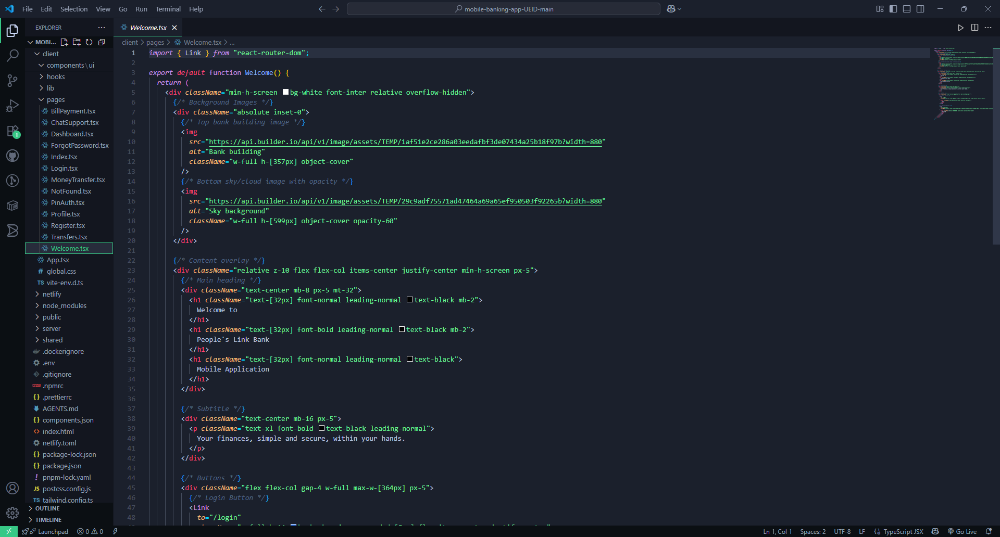 File Edit Selection View Go Run Terminal Help
mobile-banking-app-UEID-main
EXPLORER
MOBI...
client
components\ui
hooks
lib
pages
BillPayment.tsx
ChatSupport.tsx
Dashboard.tsx
ForgotPassword.tsx
Index.tsx
Login.tsx
MoneyTransfer.tsx
NotFound.tsx
PinAuth.tsx
Profile.tsx
Register.tsx
Transfers.tsx
Welcome.tsx
App.tsx
# global.css
TS vite-env.d.ts
netlify
node_modules
public
server
shared
.dockerignore
.env
.gitignore
.npmrc
{} .prettierrc
AGENTS.md
{} components.json
<> index.html
netlify.toml
{} package-lock.json
{} package.json
! pnpm-lock.yaml
JS postcss.config.js
TS tailwind.config.ts
OUTLINE
TIMELINE
1
Welcome.tsx
client > pages > Welcome.tsx > ...
1 import { Link } from "react-router-dom";
2
3 export default function Welcome() {
4 return (
5 <div className="min-h-screen bg-white font-inter relative overflow-hidden">
6 {/* Background Images */}
7 <div className="absolute inset-0">
8 {/* Top bank building image */}
9 <img
10 src="https://api.builder.io/api/v1/image/assets/TEMP/1af51e2ce286a03eedafbf3de07434a25b18f97b?width=880"
11 alt="Bank building"
12 className="w-full h-[357px] object-cover"
13 />
14 {/* Bottom sky/cloud image with opacity */}
15 <img
16 src="https://api.builder.io/api/v1/image/assets/TEMP/29c9adf75571ad47464a69a65ef950503f92265b?width=880"
17 alt="Sky background"
18 className="w-full h-[599px] object-cover opacity-60"
19 />
20 </div>
21
22 {/* Content overlay */}
23 <div className="relative z-10 flex flex-col items-center justify-center min-h-screen px-5">
24 {/* Main heading */}
25 <div className="text-center mb-8 px-5 mt-32">
26 <h1 className="text-[32px] font-normal leading-normal text-black mb-2">
27 Welcome to
28 </h1>
29 <h1 className="text-[32px] font-bold leading-normal text-black mb-2">
30 People's Link Bank
31 </h1>
32 <h1 className="text-[32px] font-normal leading-normal text-black">
33 Mobile Application
34 </h1>
35 </div>
36
37 {/* Subtitle */}
38 <div className="text-center mb-16 px-5">
39 <p className="text-xl font-bold text-black leading-normal">
40 Your finances, simple and secure, within your hands.
41 </p>
42 </div>
43
44 {/* Buttons */}
45 <div className="flex flex-col gap-4 w-full max-w-[364px] px-5">
46 {/* Login Button */}
47 <Link
48 to="/login"
Launchpad 0 0
Ln 1, Col 1 Spaces: 2 UTF-8 LF {} TypeScript JSX Go Live